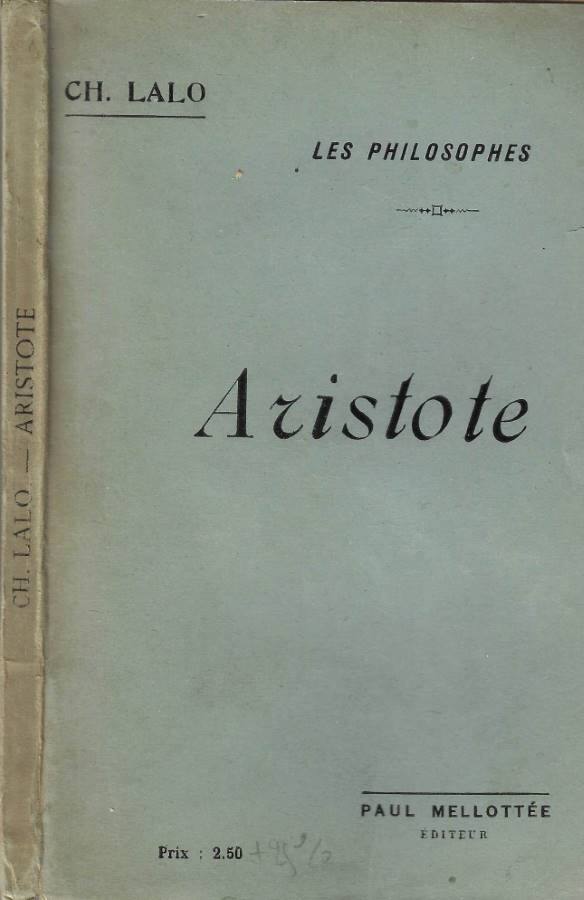 CH. LALO
LES PHILOSOPHES
Aristote
PAUL MELLOTTÉE
ÉDITEUR
Prix : 2.50
CH. LALO. — ARISTOTE